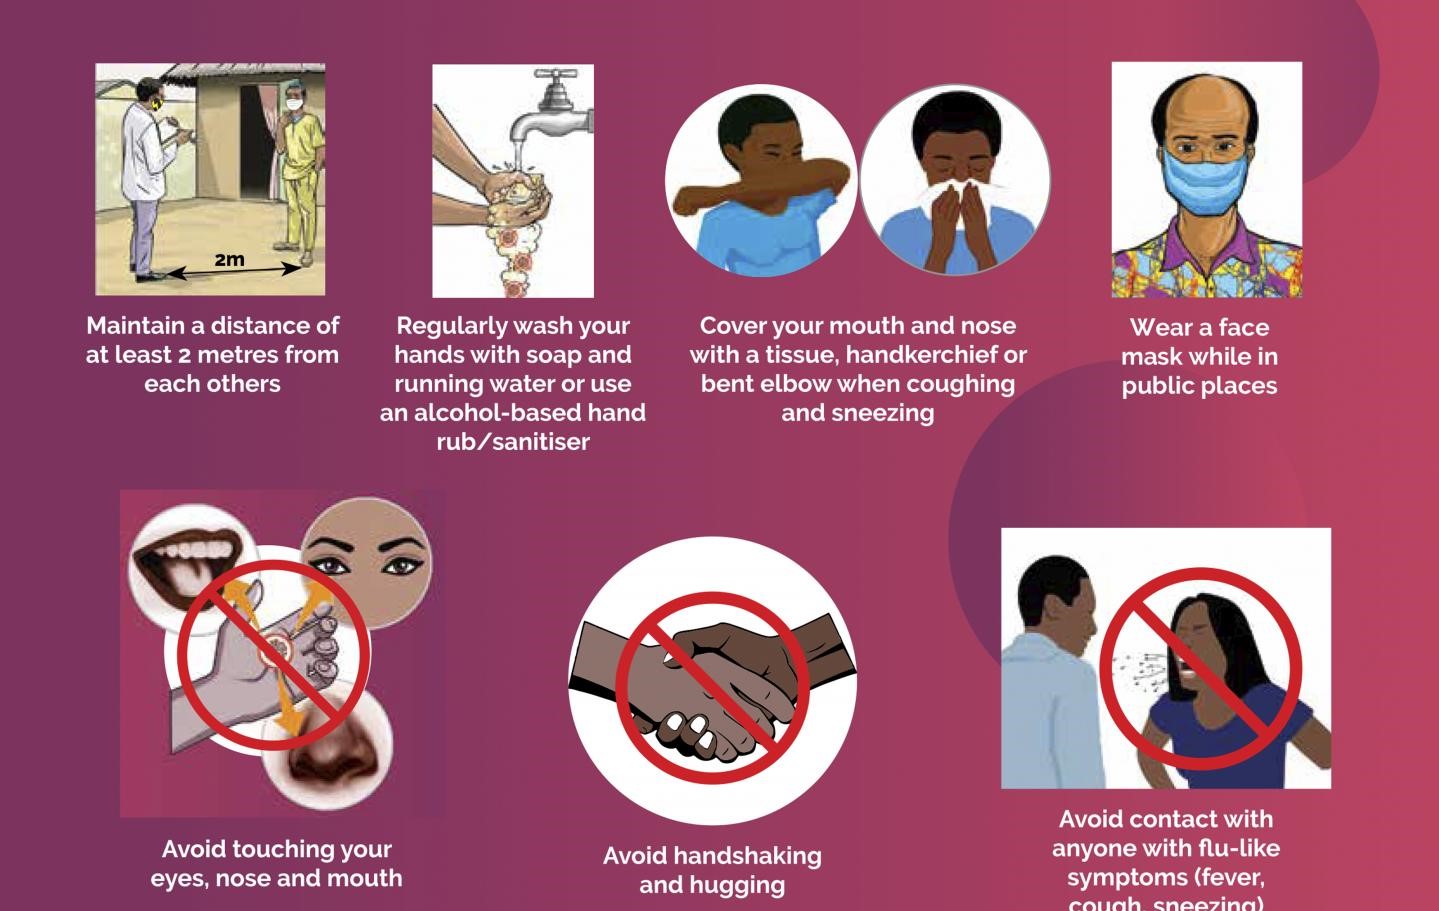 2m
Maintain a distance of
at least 2 metres from
each others
Regularly wash your
hands with soap and
running water or use
an alcohol-based hand
rub/sanitiser
Cover your mouth and nose
with a tissue, handkerchief or
bent elbow when coughing
and sneezing
Wear a face
mask while in
public places
Avoid touching your
eyes, nose and mouth
Avoid handshaking
and hugging
Avoid contact with
anyone with flu-like
symptoms (fever,
cough, sneezing)